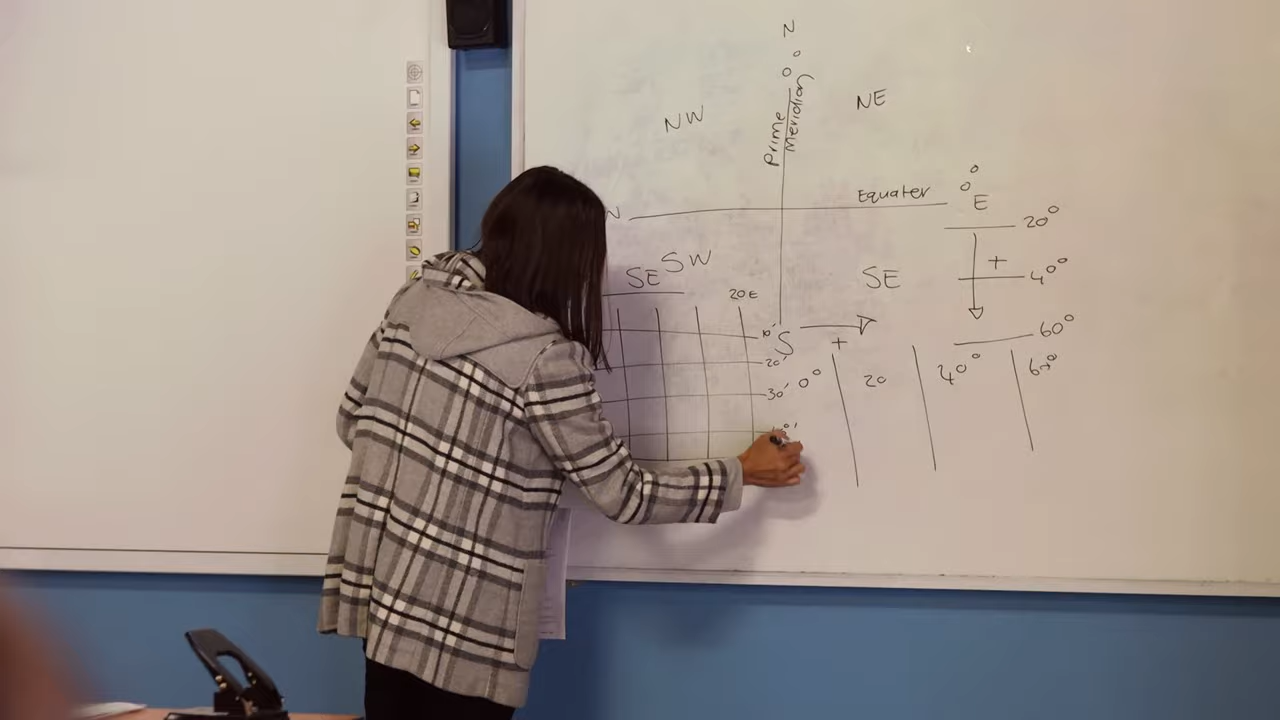 N
0°
Prime
Meridian
NW
NE
Equater
0°
E
20°
+
40°
60°
SW
SE
SE
20E
10'
20'
30'
S
+
0°
20
40°
60°